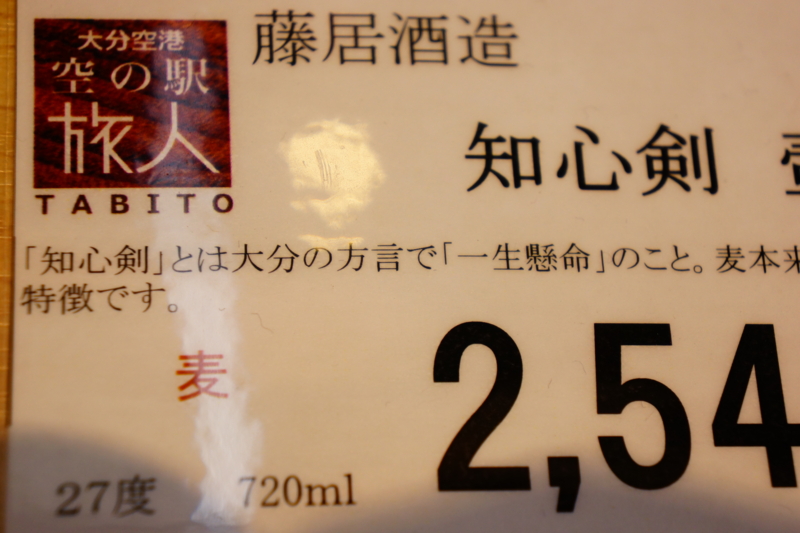 大分空港
空の駅
旅人
TABITO
藤居酒造
知心剣
「知心剣」とは大分の方言で「一生懸命」のこと。麦本来
特徴です。
麦
2,54
27度 720ml